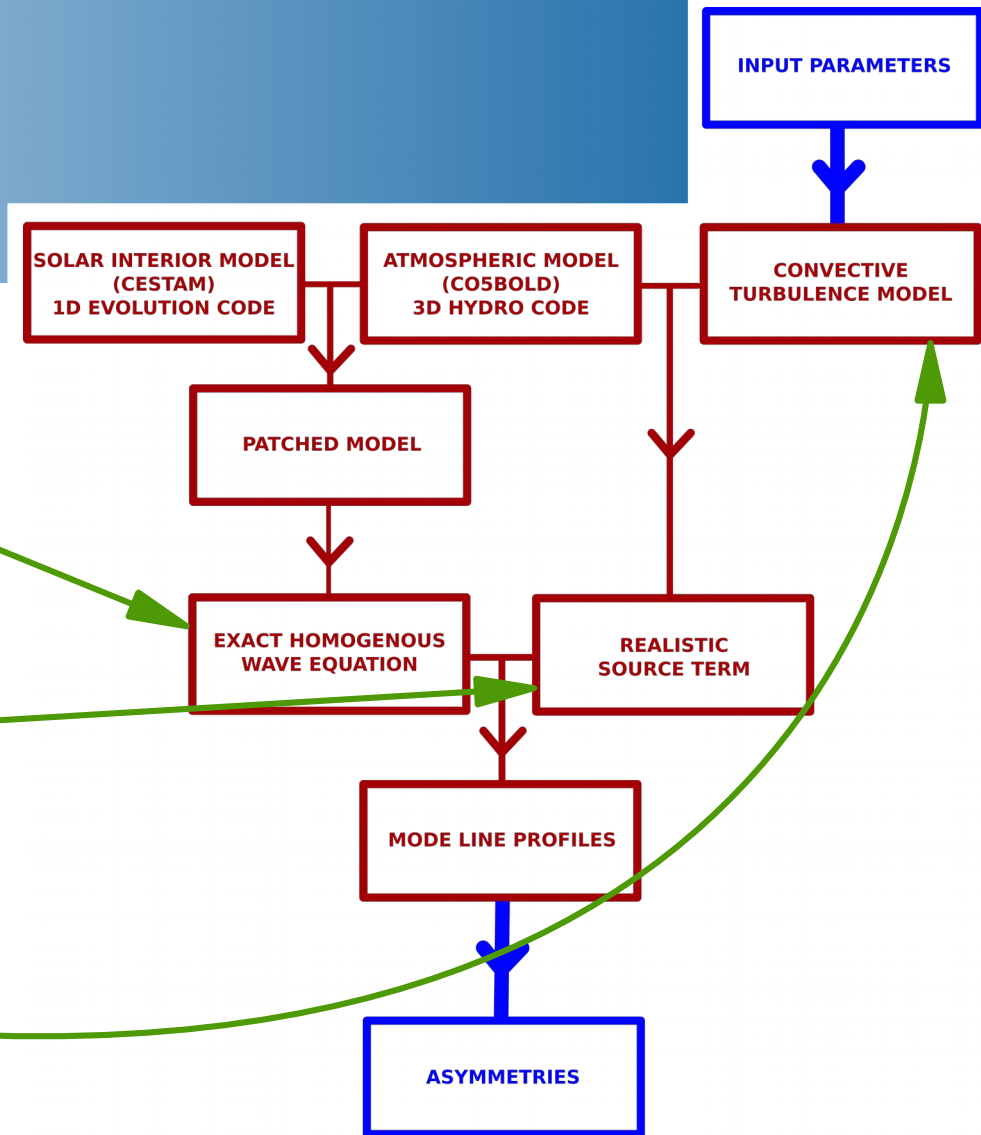 INPUT PARAMETERS
SOLAR INTERIOR MODEL
(CESTAM)
1D EVOLUTION CODE
ATMOSPHERIC MODEL
(CO5BOLD)
3D HYDRO CODE
CONVECTIVE
TURBULENCE MODEL
PATCHED MODEL
EXACT HOMOGENOUS
WAVE EQUATION
REALISTIC
SOURCE TERM
MODE LINE PROFILES
ASYMMETRIES